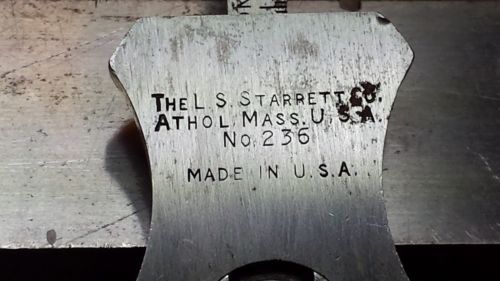 THE L.S. STARRETT CO.
ATHOL, MASS. U.S.A.
NO. 236
MADE IN U.S.A.